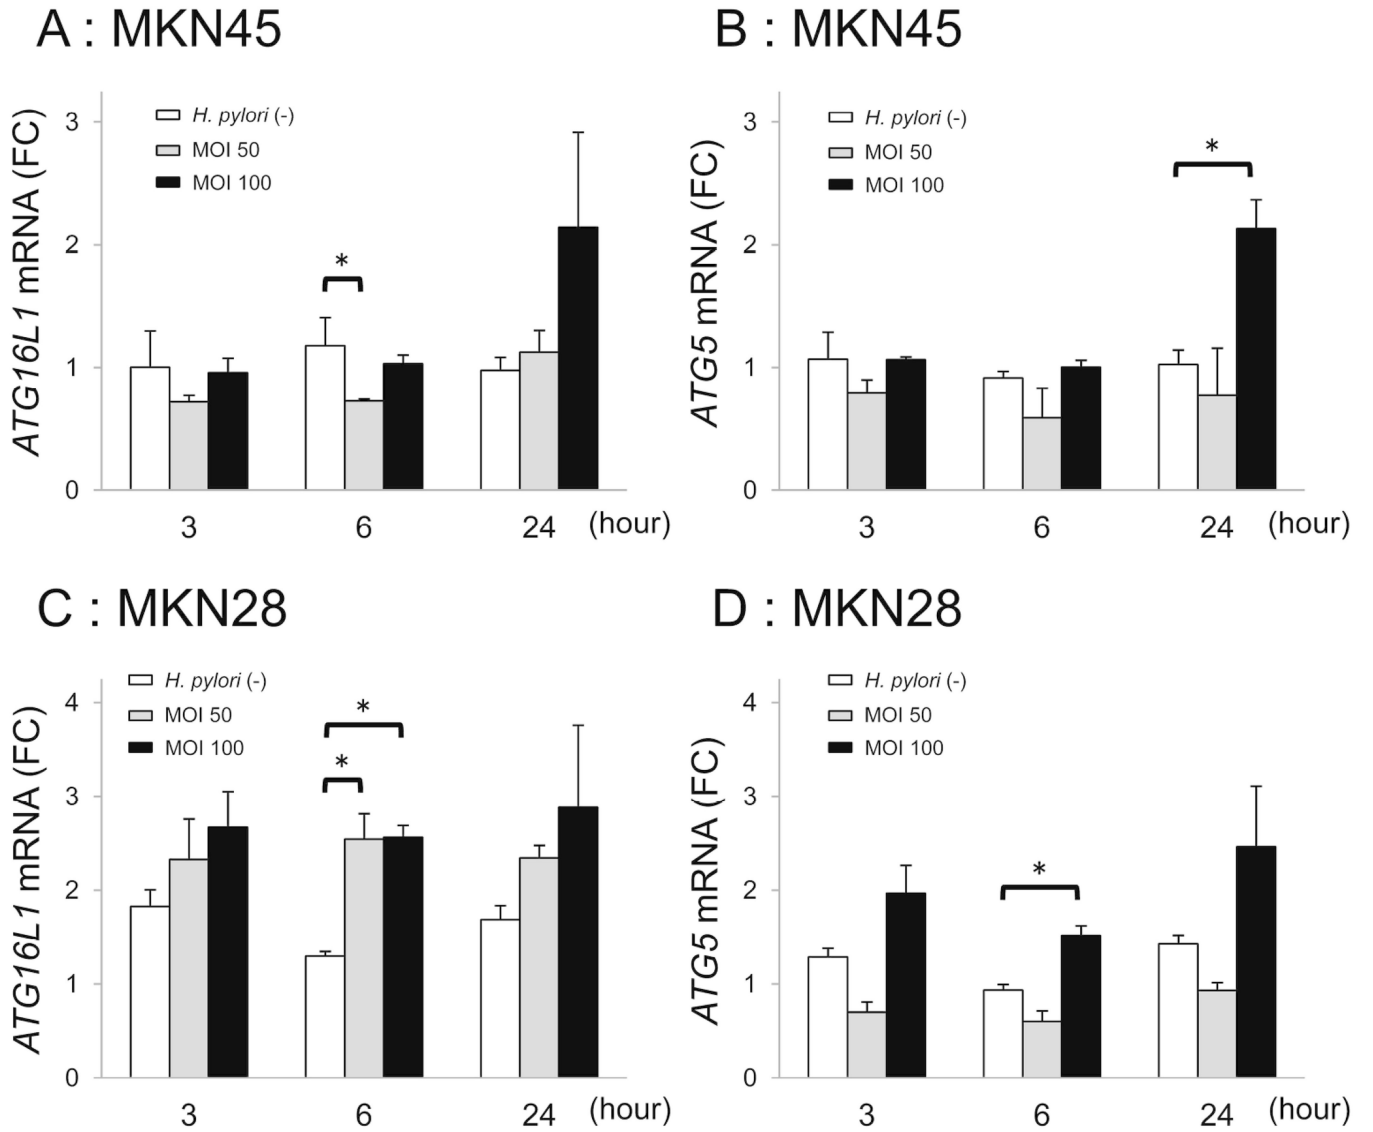 A : MKN45
ATG16L1 mRNA (FC)
H. pylori (-)
MOI 50
MOI 100
3
2
1
0
*
3
6
24
(hour)
B : MKN45
ATG5 mRNA (FC)
H. pylori (-)
MOI 50
MOI 100
3
2
1
0
*
3
6
24
(hour)
C : MKN28
ATG16L1 mRNA (FC)
H. pylori (-)
MOI 50
MOI 100
4
3
2
1
0
*
*
3
6
24
(hour)
D : MKN28
ATG5 mRNA (FC)
H. pylori (-)
MOI 50
MOI 100
4
3
2
1
0
*
3
6
24
(hour)